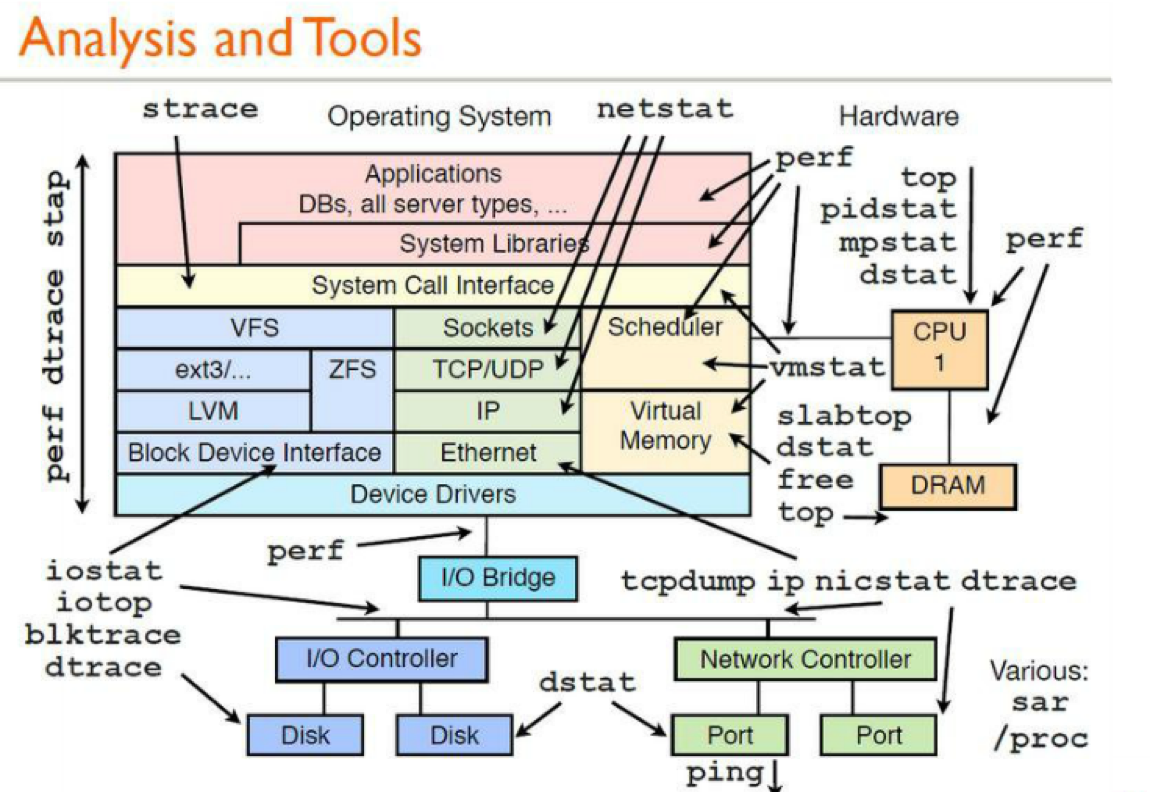 Analysis and Tools
strace
Operating System
netstat
Hardware
perf dtrace stap
Applications
DBs, all server types, ...
System Libraries
System Call Interface
VFS
Sockets
Scheduler
ext3/...
ZFS
TCP/UDP
LVM
IP
Virtual
Memory
Block Device Interface
Ethernet
Device Drivers
perf
top
pidstat
mpstat
dstat
perf
CPU
1
vmstat
slabtop
dstat
free
top
DRAM
perf
I/O Bridge
iostat
iotop
blktrace
dtrace
tcpdump ip nicstat dtrace
I/O Controller
Network Controller
dstat
Disk
Disk
Port
Port
ping
Various:
sar
/proc